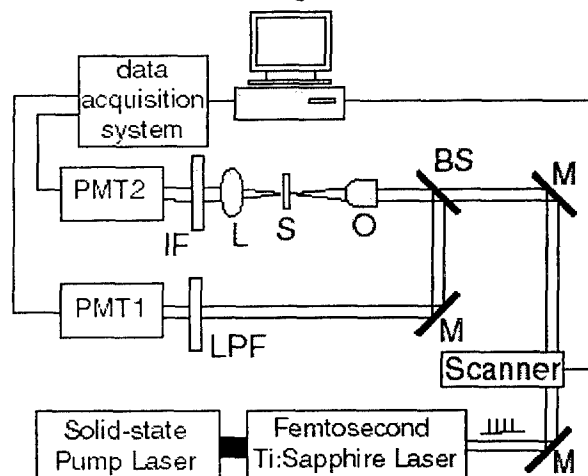 data
acquisition
system
PMT2
IF
L
S
O
BS
M
PMT1
LPF
M
Scanner
Solid-state
Pump Laser
Femtosecond
Ti:Sapphire Laser
M